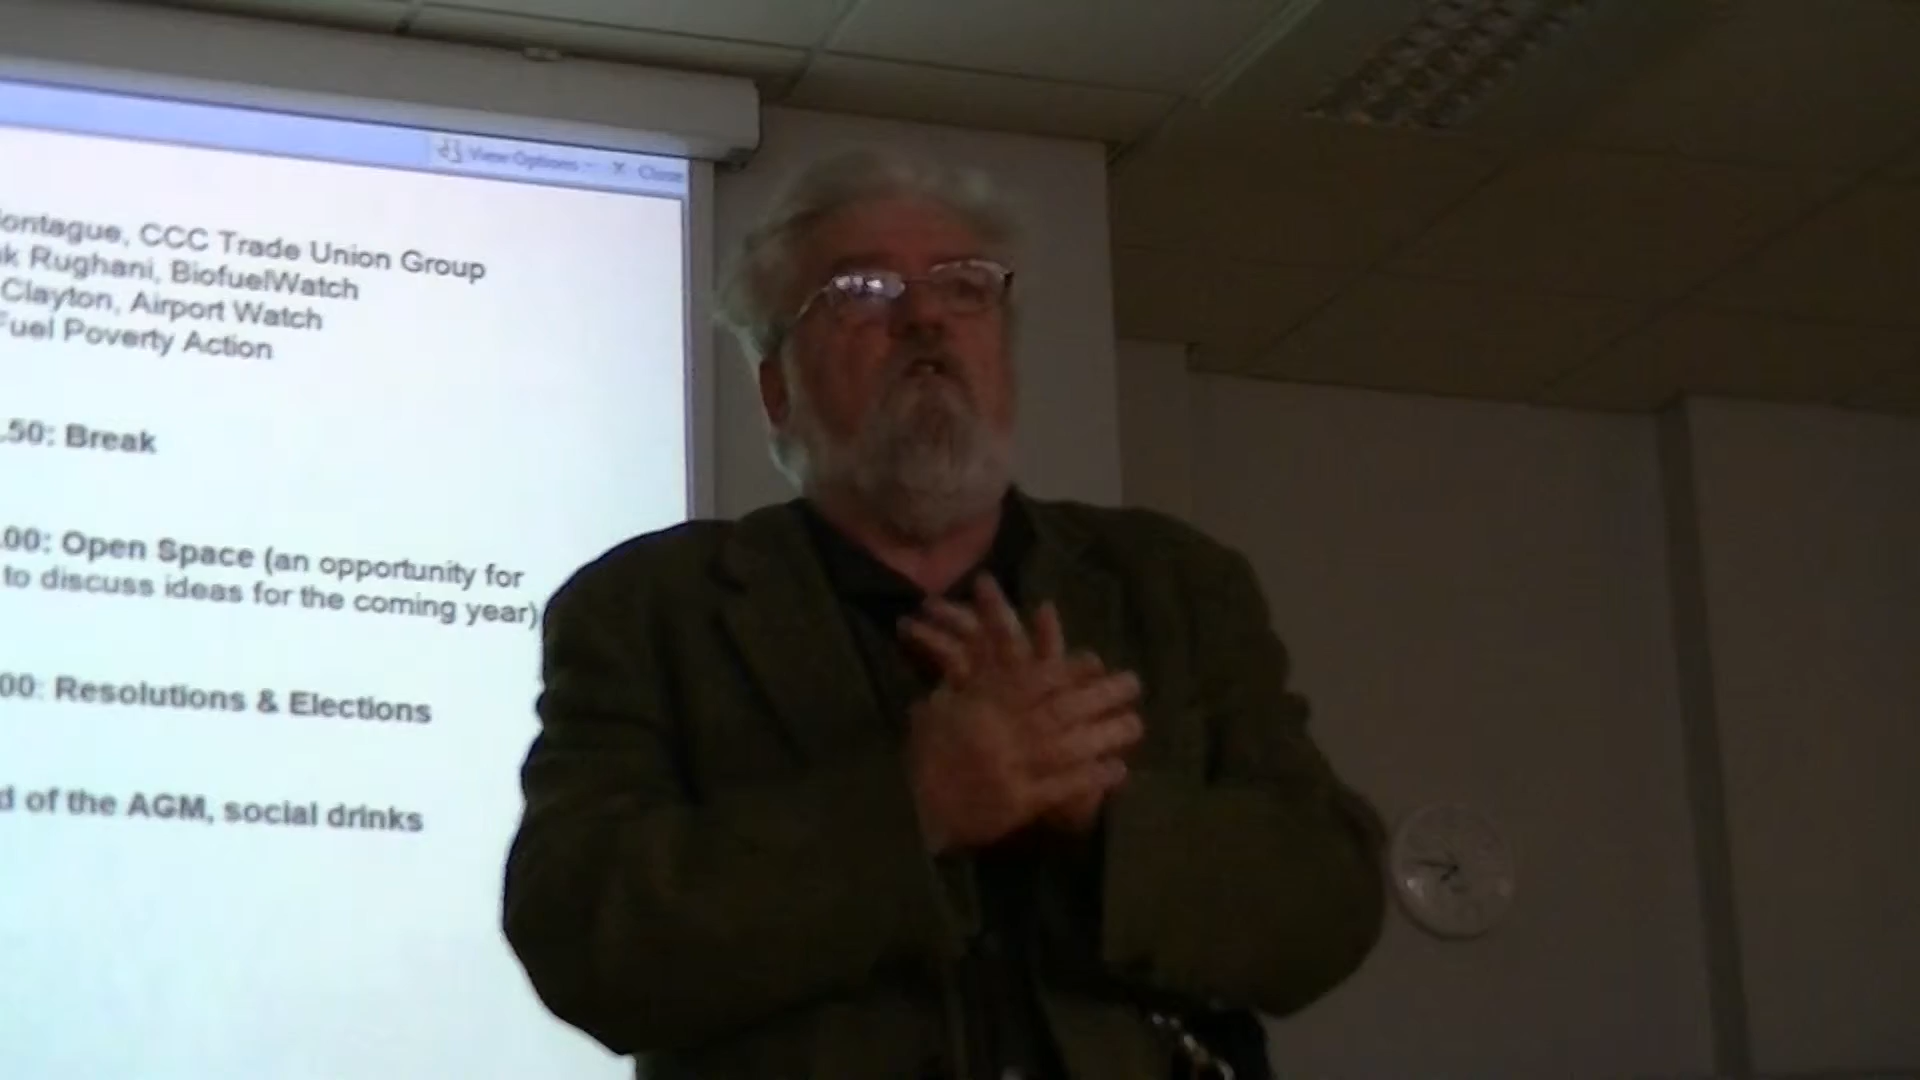 View Options Close
ontague, CCC Trade Union Group
k Rughani, BiofuelWatch
Clayton, Airport Watch
Fuel Poverty Action
.50: Break
.00: Open Space (an opportunity for
to discuss ideas for the coming year)
00: Resolutions & Elections
d of the AGM, social drinks